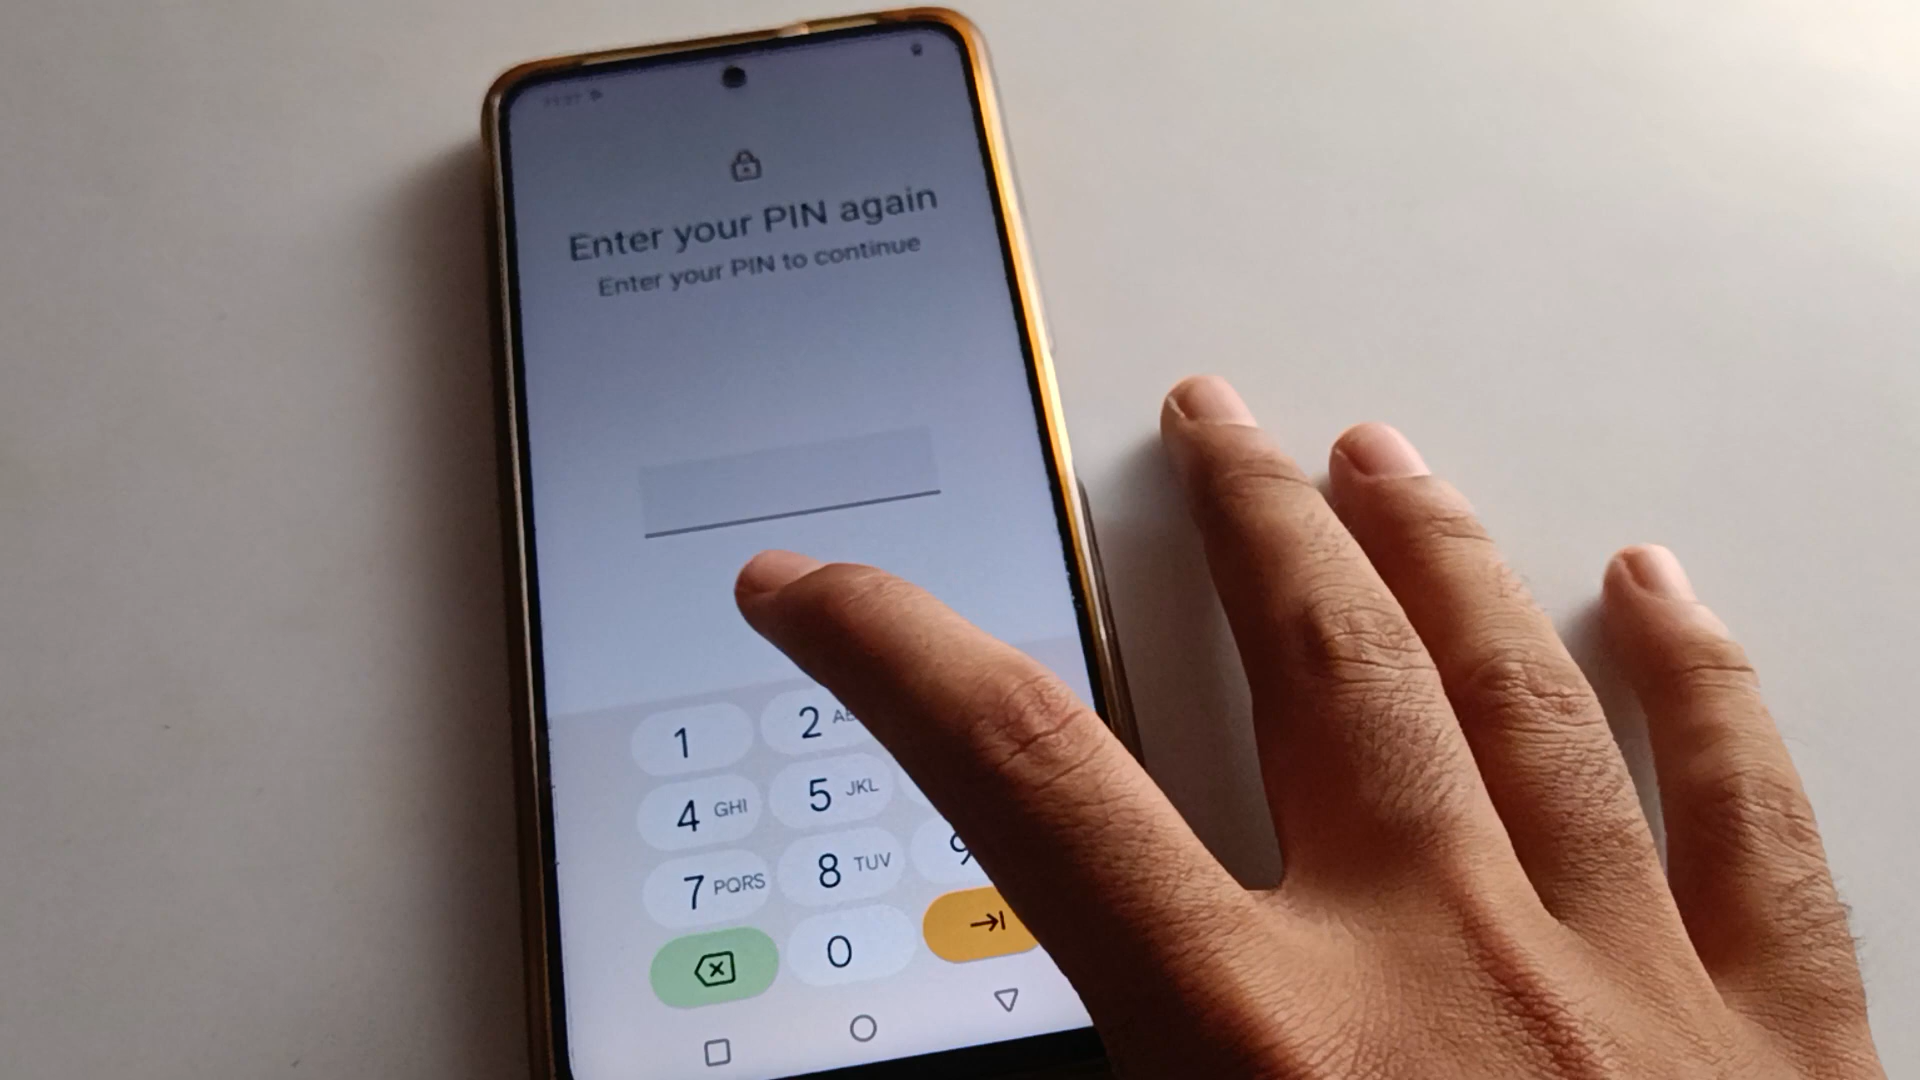 Enter your PIN again
Enter your PIN to continue
1
2
4 GHI
5 JKL
7 PQRS
8 TUV
9
0